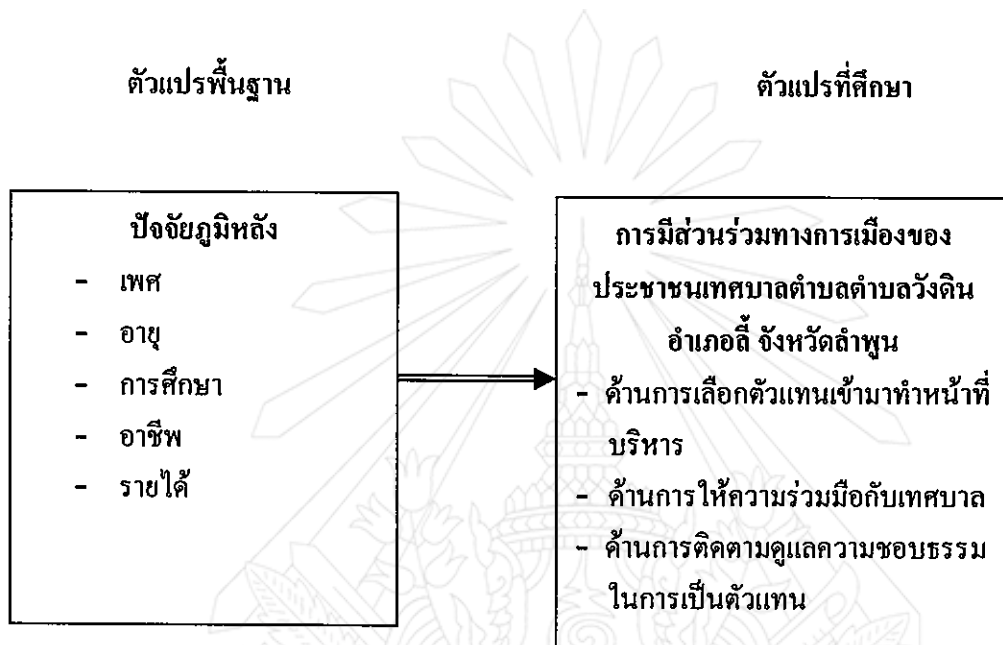 ตัวแปรพื้นฐาน
ตัวแปรที่ศึกษา
ปัจจัยภูมิหลัง
- เพศ
- อายุ
- การศึกษา
- อาชีพ
- รายได้
การมีส่วนร่วมทางการเมืองของ
ประชาชนเทศบาลตำบลตำบลวังดิน
อำเภอลี้ จังหวัดลำพูน
- ด้านการเลือกตัวแทนเข้ามาทำหน้าที่
บริหาร
- ด้านการให้ความร่วมมือกับเทศบาล
- ด้านการติดตามดูแลความชอบธรรม
ในการเป็นตัวแทน